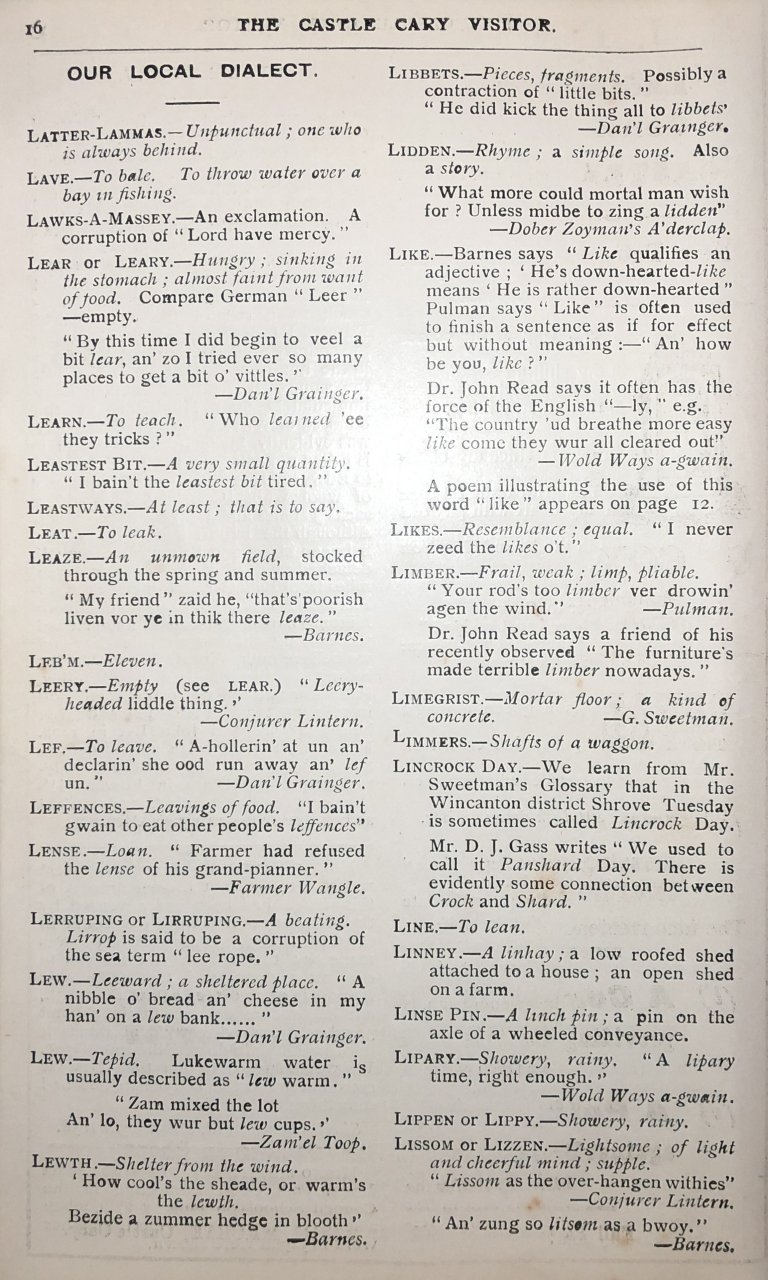 16
THE CASTLE CARY VISITOR.
OUR LOCAL DIALECT.
LATTER-LAMMAS.—Unpunctual ; one who
is always behind.
LAVE.—To bale. To throw water over a
bay in fishing.
LAWKS-A-MASSEY.—An exclamation. A
corruption of “ Lord have mercy. ”
LEAR or LEARY.—Hungry ; sinking in
the stomach ; almost faint from want
of food. Compare German “ Leer ”
—empty.
“ By this time I did begin to veel a
bit lear, an’ zo I tried ever so many
places to get a bit o’ vittles. ”
—Dan’l Grainger.
LEARN.—To teach. “ Who learned ’ee
they tricks ? ”
LEASTEST BIT.—A very small quantity.
“ I bain’t the leastest bit tired. ”
LEASTWAYS.—At least ; that is to say.
LEAT.—To leak.
LEAZE.—An unmown field, stocked
through the spring and summer.
“ My friend ” zaid he, “that’s poorish
liven vor ye in thik there leaze. ”
—Barnes.
LEB’M.—Eleven.
LEERY.—Empty (see LEAR.) “ Leery-
headed liddle thing. ”
—Conjurer Lintern.
LEF.—To leave. “ A-hollerin’ at un an’
declarin’ she ood run away an’ lef
un. ” —Dan’l Grainger.
LEFFENCES.—Leavings of food. “I bain’t
gwain to eat other people’s leffences”
LENSE.—Loan. “ Farmer had refused
the lense of his grand-pianner. ”
—Farmer Wangle.
LERRUPING or LIRRUPING.—A beating.
Lirrop is said to be a corruption of
the sea term “ lee rope. ”
LEW.—Leeward ; a sheltered place. “ A
nibble o’ bread an’ cheese in my
han’ on a lew bank...... ”
—Dan’l Grainger.
LEW.—Tepid. Lukewarm water is
usually described as “ lew warm. ”
“ Zam mixed the lot
An’ lo, they wur but lew cups. ”
—Zam’el Toop.
LEWTH.—Shelter from the wind.
‘ How cool’s the sheade, or warm’s
the lewth.
Bezide a zummer hedge in blooth ”
—Barnes.
LIBBETS.—Pieces, fragments. Possibly a
contraction of “ little bits. ”
“ He did kick the thing all to libbets’
—Dan’l Grainger.
LIDDEN.—Rhyme ; a simple song. Also
a story.
“ What more could mortal man wish
for ? Unless midbe to zing a lidden”
—Dober Zoyman’s A’derclap.
LIKE.—Barnes says “ Like qualifies an
adjective ; ‘ He’s down-hearted-like
means ‘ He is rather down-hearted ”
Pulman says “ Like ” is often used
to finish a sentence as if for effect
but without meaning :—“ An’ how
be you, like ? ”
Dr. John Read says it often has the
force of the English “—ly, ” e.g.
“The country ’ud breathe more easy
like come they wur all cleared out”
—Wold Ways a-gwain.
A poem illustrating the use of this
word “ like ” appears on page 12.
LIKES.—Resemblance ; equal. “ I never
zeed the likes o’t. ”
LIMBER.—Frail, weak ; limp, pliable.
“ Your rod’s too limber ver drowin’
agen the wind. ” —Pulman.
Dr. John Read says a friend of his
recently observed “ The furniture’s
made terrible limber nowadays. ”
LIMEGRIST.—Mortar floor ; a kind of
concrete. —G. Sweetman.
LIMMERS.—Shafts of a waggon.
LINCROCK DAY.—We learn from Mr.
Sweetman’s Glossary that in the
Wincanton district Shrove Tuesday
is sometimes called Lincrock Day.
Mr. D. J. Gass writes “ We used to
call it Panshard Day. There is
evidently some connection between
Crock and Shard. ”
LINE.—To lean.
LINNEY.—A linhay ; a low roofed shed
attached to a house ; an open shed
on a farm.
LINSE PIN.—A linch pin ; a pin on the
axle of a wheeled conveyance.
LIPARY.—Showery, rainy. “ A lipary
time, right enough. ”
—Wold Ways a-gwain.
LIPPEN or LIPPY.—Showery, rainy.
LISSOM or LIZZEN.—Lightsome ; of light
and cheerful mind ; supple.
“ Lissom as the over-hangen withies”
—Conjurer Lintern.
“ An’ zung so litsom as a bwoy. ”
—Barnes.